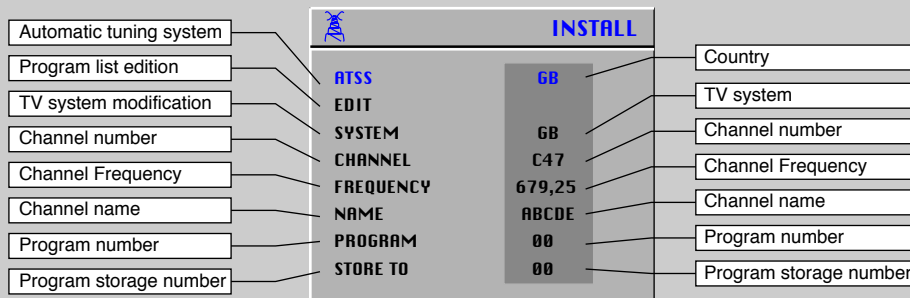 INSTALL
Automatic tuning system
Program list edition
TV system modification
Channel number
Channel Frequency
Channel name
Program number
Program storage number
ATSS GB
EDIT
SYSTEM GB
CHANNEL C47
FREQUENCY 679,25
NAME ABCDE
PROGRAM 00
STORE TO 00
Country
TV system
Channel number
Channel Frequency
Channel name
Program number
Program storage number